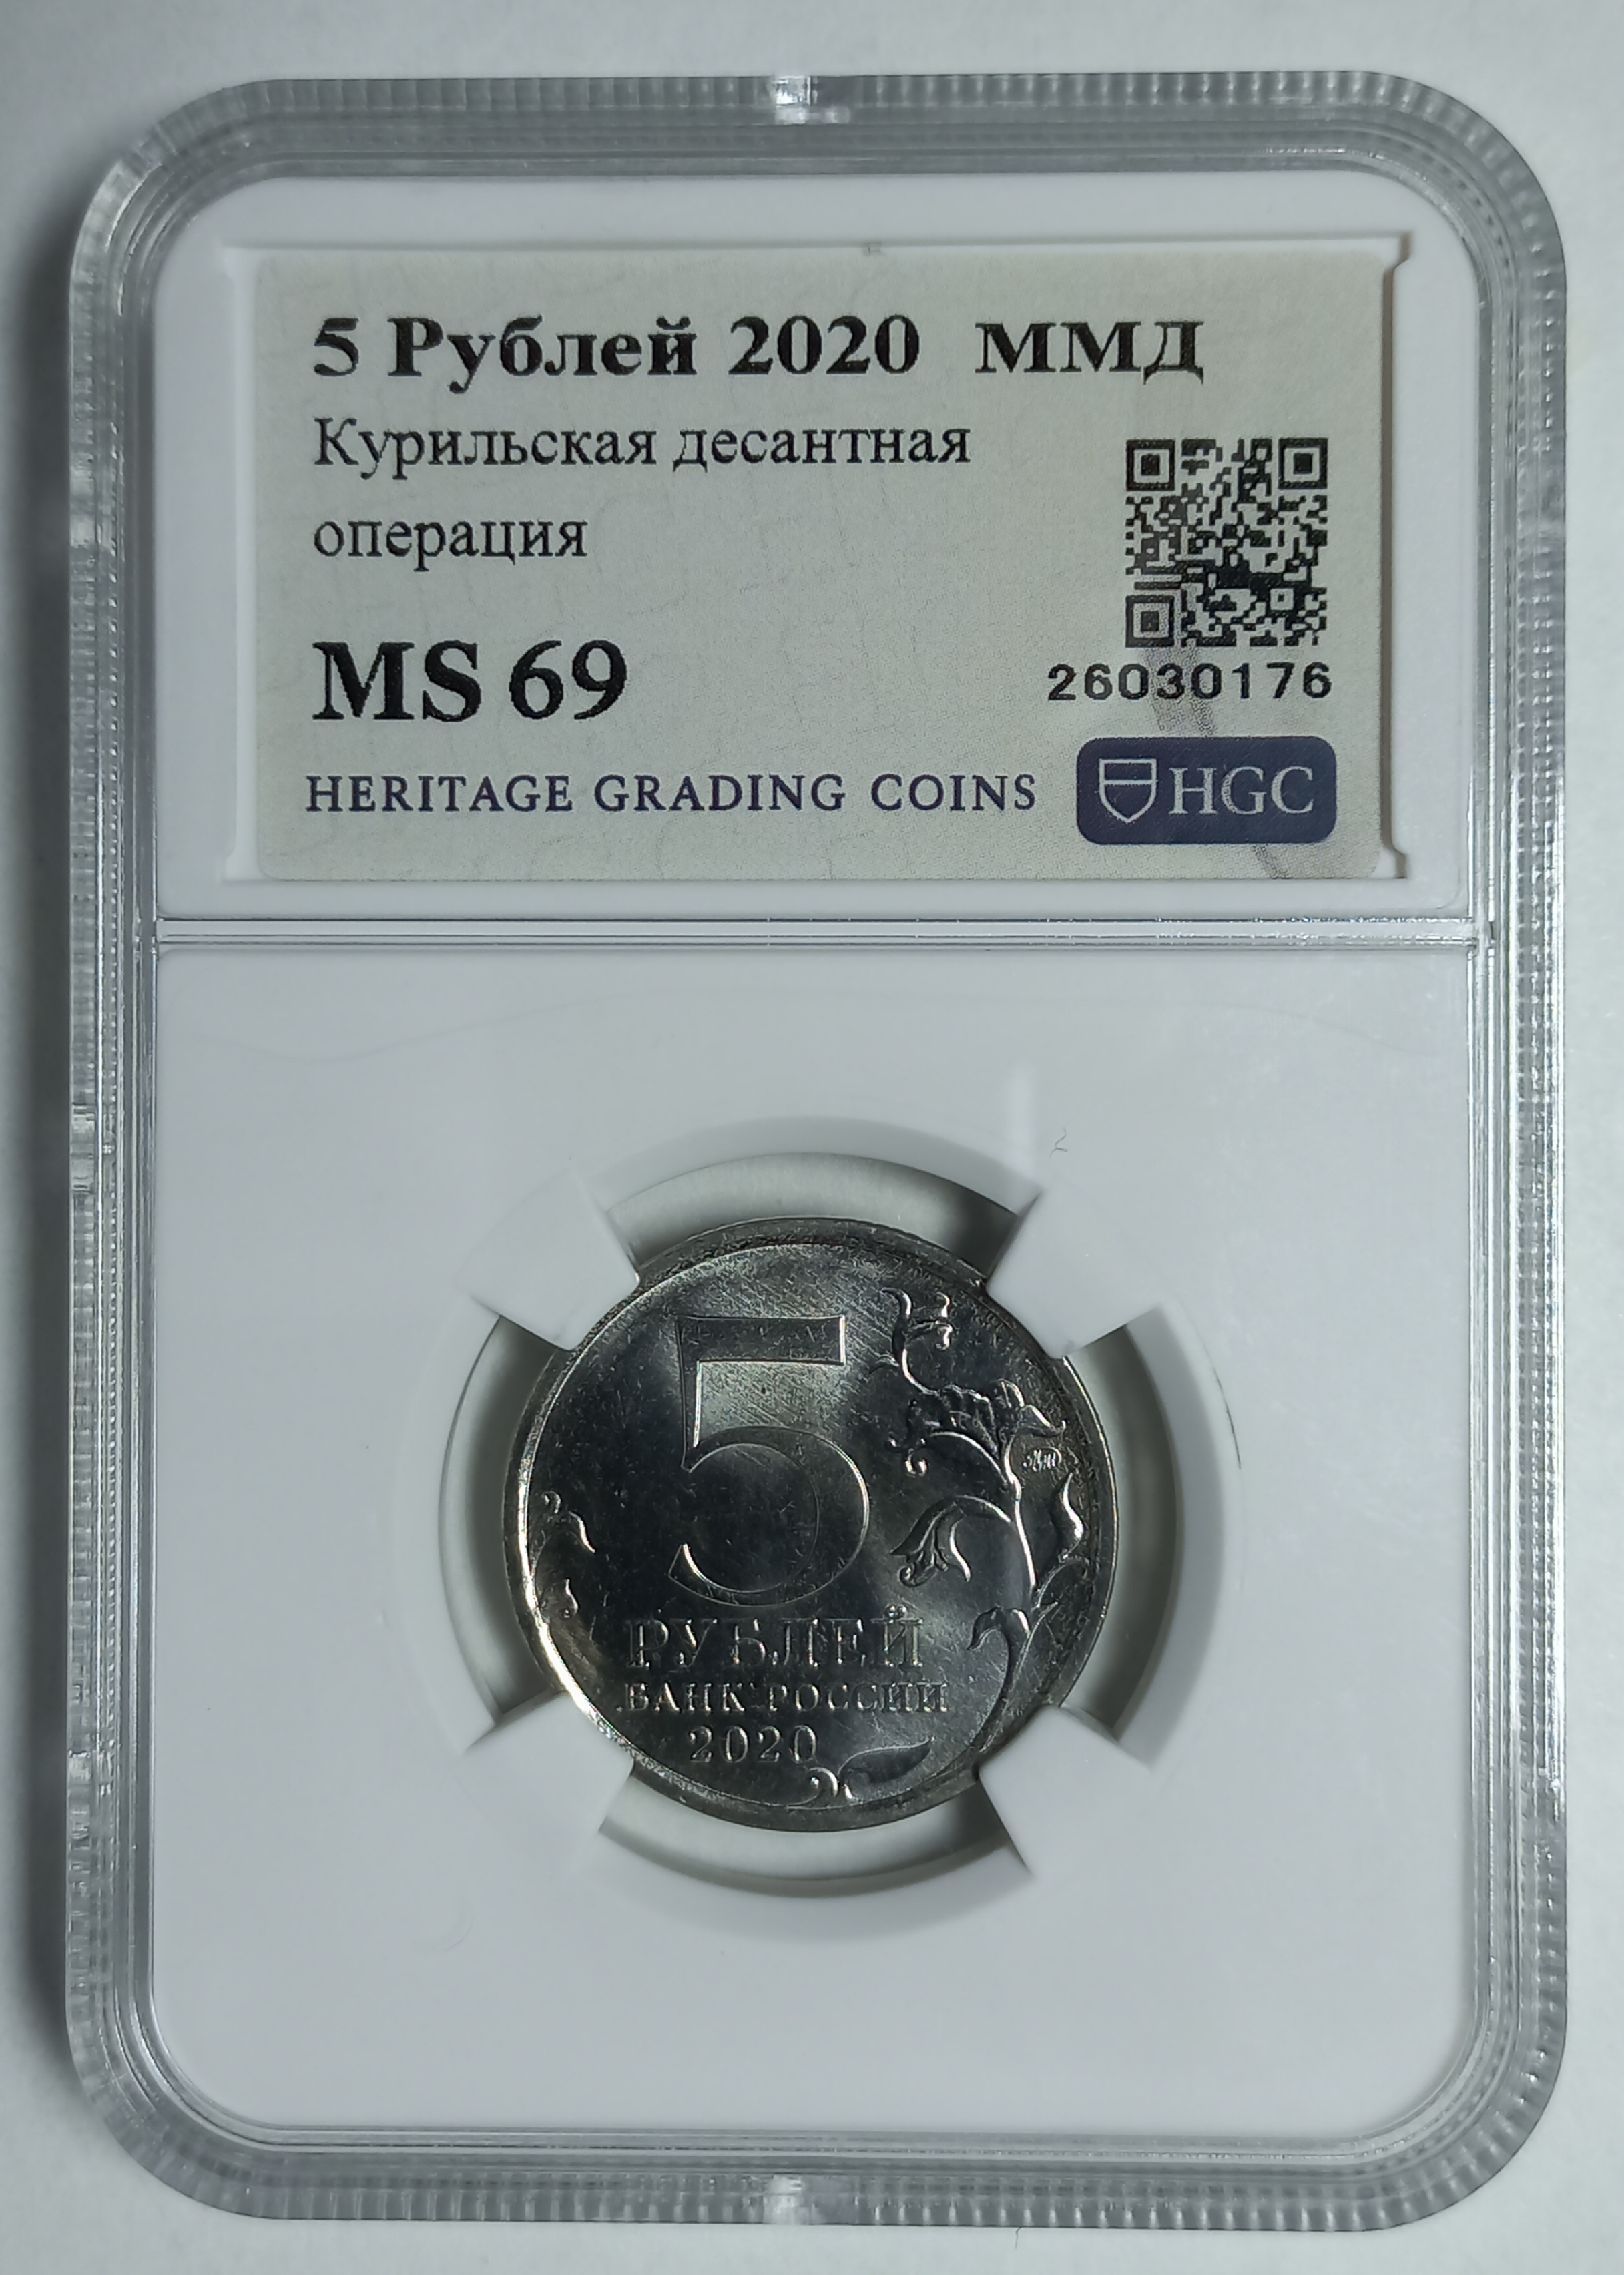 5 Рублей 2020 ММД
Курильская десантная
операция
MS 69
26030176
HERITAGE GRADING COINS
HGC
5
РУБЛЕЙ
БАНК РОССИИ
2020